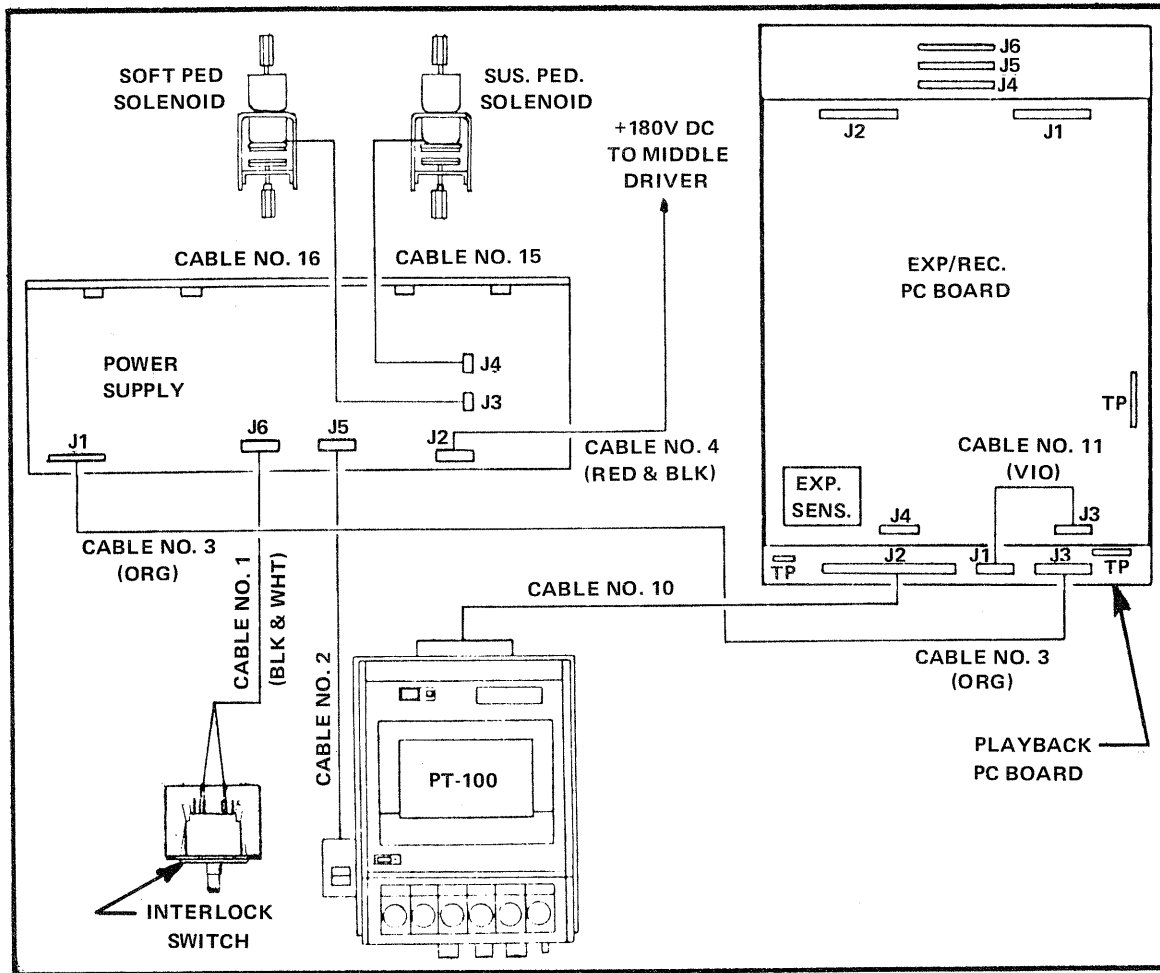 SOFT PED
SOLENOID
SUS. PED.
SOLENOID
+180V DC
TO MIDDLE
DRIVER
J6
J5
J4
J2
J1
EXP/REC.
PC BOARD
CABLE NO. 16
CABLE NO. 15
POWER
SUPPLY
J4
J3
J1
J6
J5
J2
CABLE NO. 4
(RED & BLK)
TP
CABLE NO. 11
(VIO)
EXP.
SENS.
J4
J3
J2
J1
J3
TP
TP
CABLE NO. 3
(ORG)
CABLE NO. 1
(BLK & WHT)
CABLE NO. 2
CABLE NO. 10
CABLE NO. 3
(ORG)
PT-100
PLAYBACK
PC BOARD
INTERLOCK
SWITCH